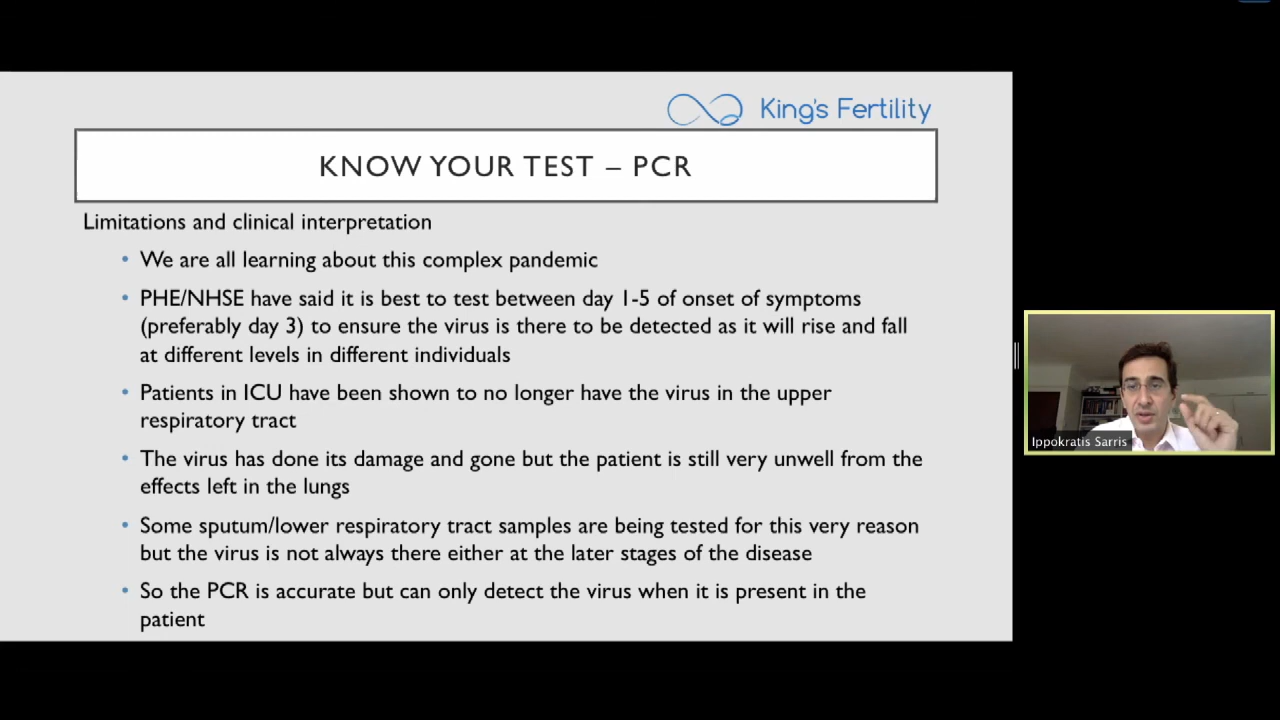 King's Fertility
KNOW YOUR TEST – PCR
Limitations and clinical interpretation
• We are all learning about this complex pandemic
• PHE/NHSE have said it is best to test between day 1-5 of onset of symptoms
(preferably day 3) to ensure the virus is there to be detected as it will rise and fall
at different levels in different individuals
• Patients in ICU have been shown to no longer have the virus in the upper
respiratory tract
• The virus has done its damage and gone but the patient is still very unwell from the
effects left in the lungs
• Some sputum/lower respiratory tract samples are being tested for this very reason
but the virus is not always there either at the later stages of the disease
• So the PCR is accurate but can only detect the virus when it is present in the
patient
Ippokratis Sarris